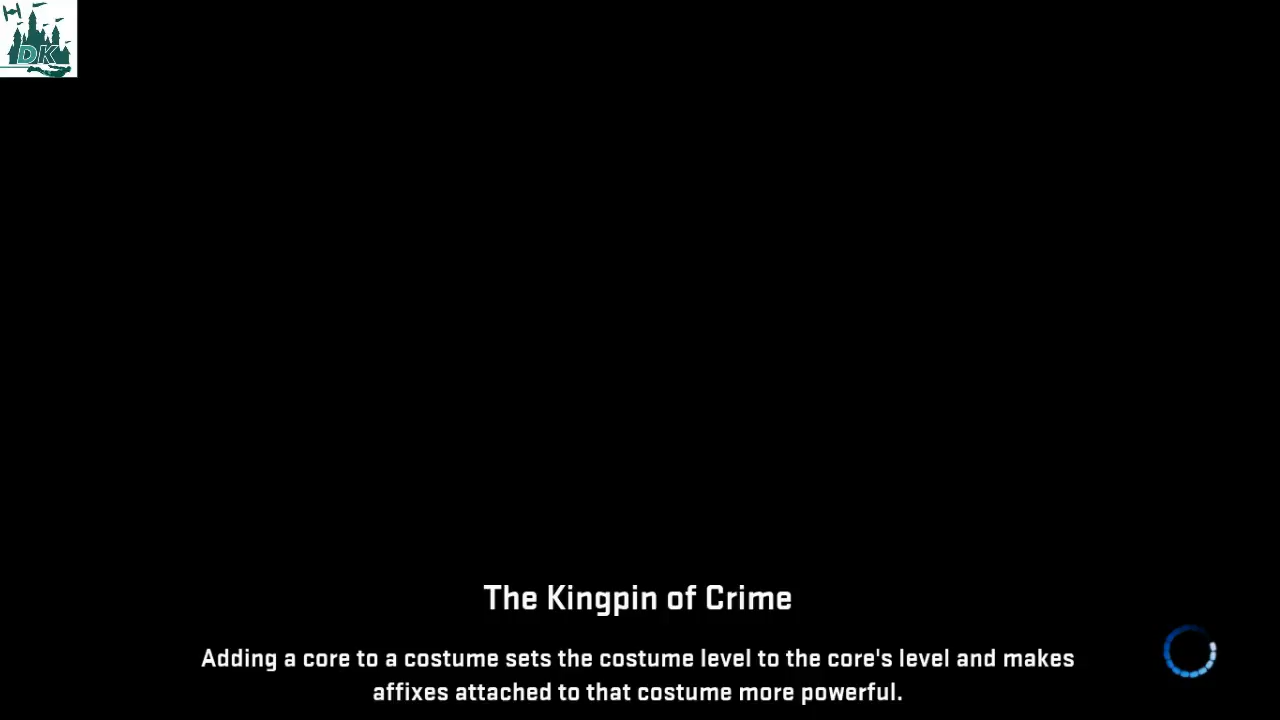 DK
The Kingpin of Crime
Adding a core to a costume sets the costume level to the core's level and makes
affixes attached to that costume more powerful.